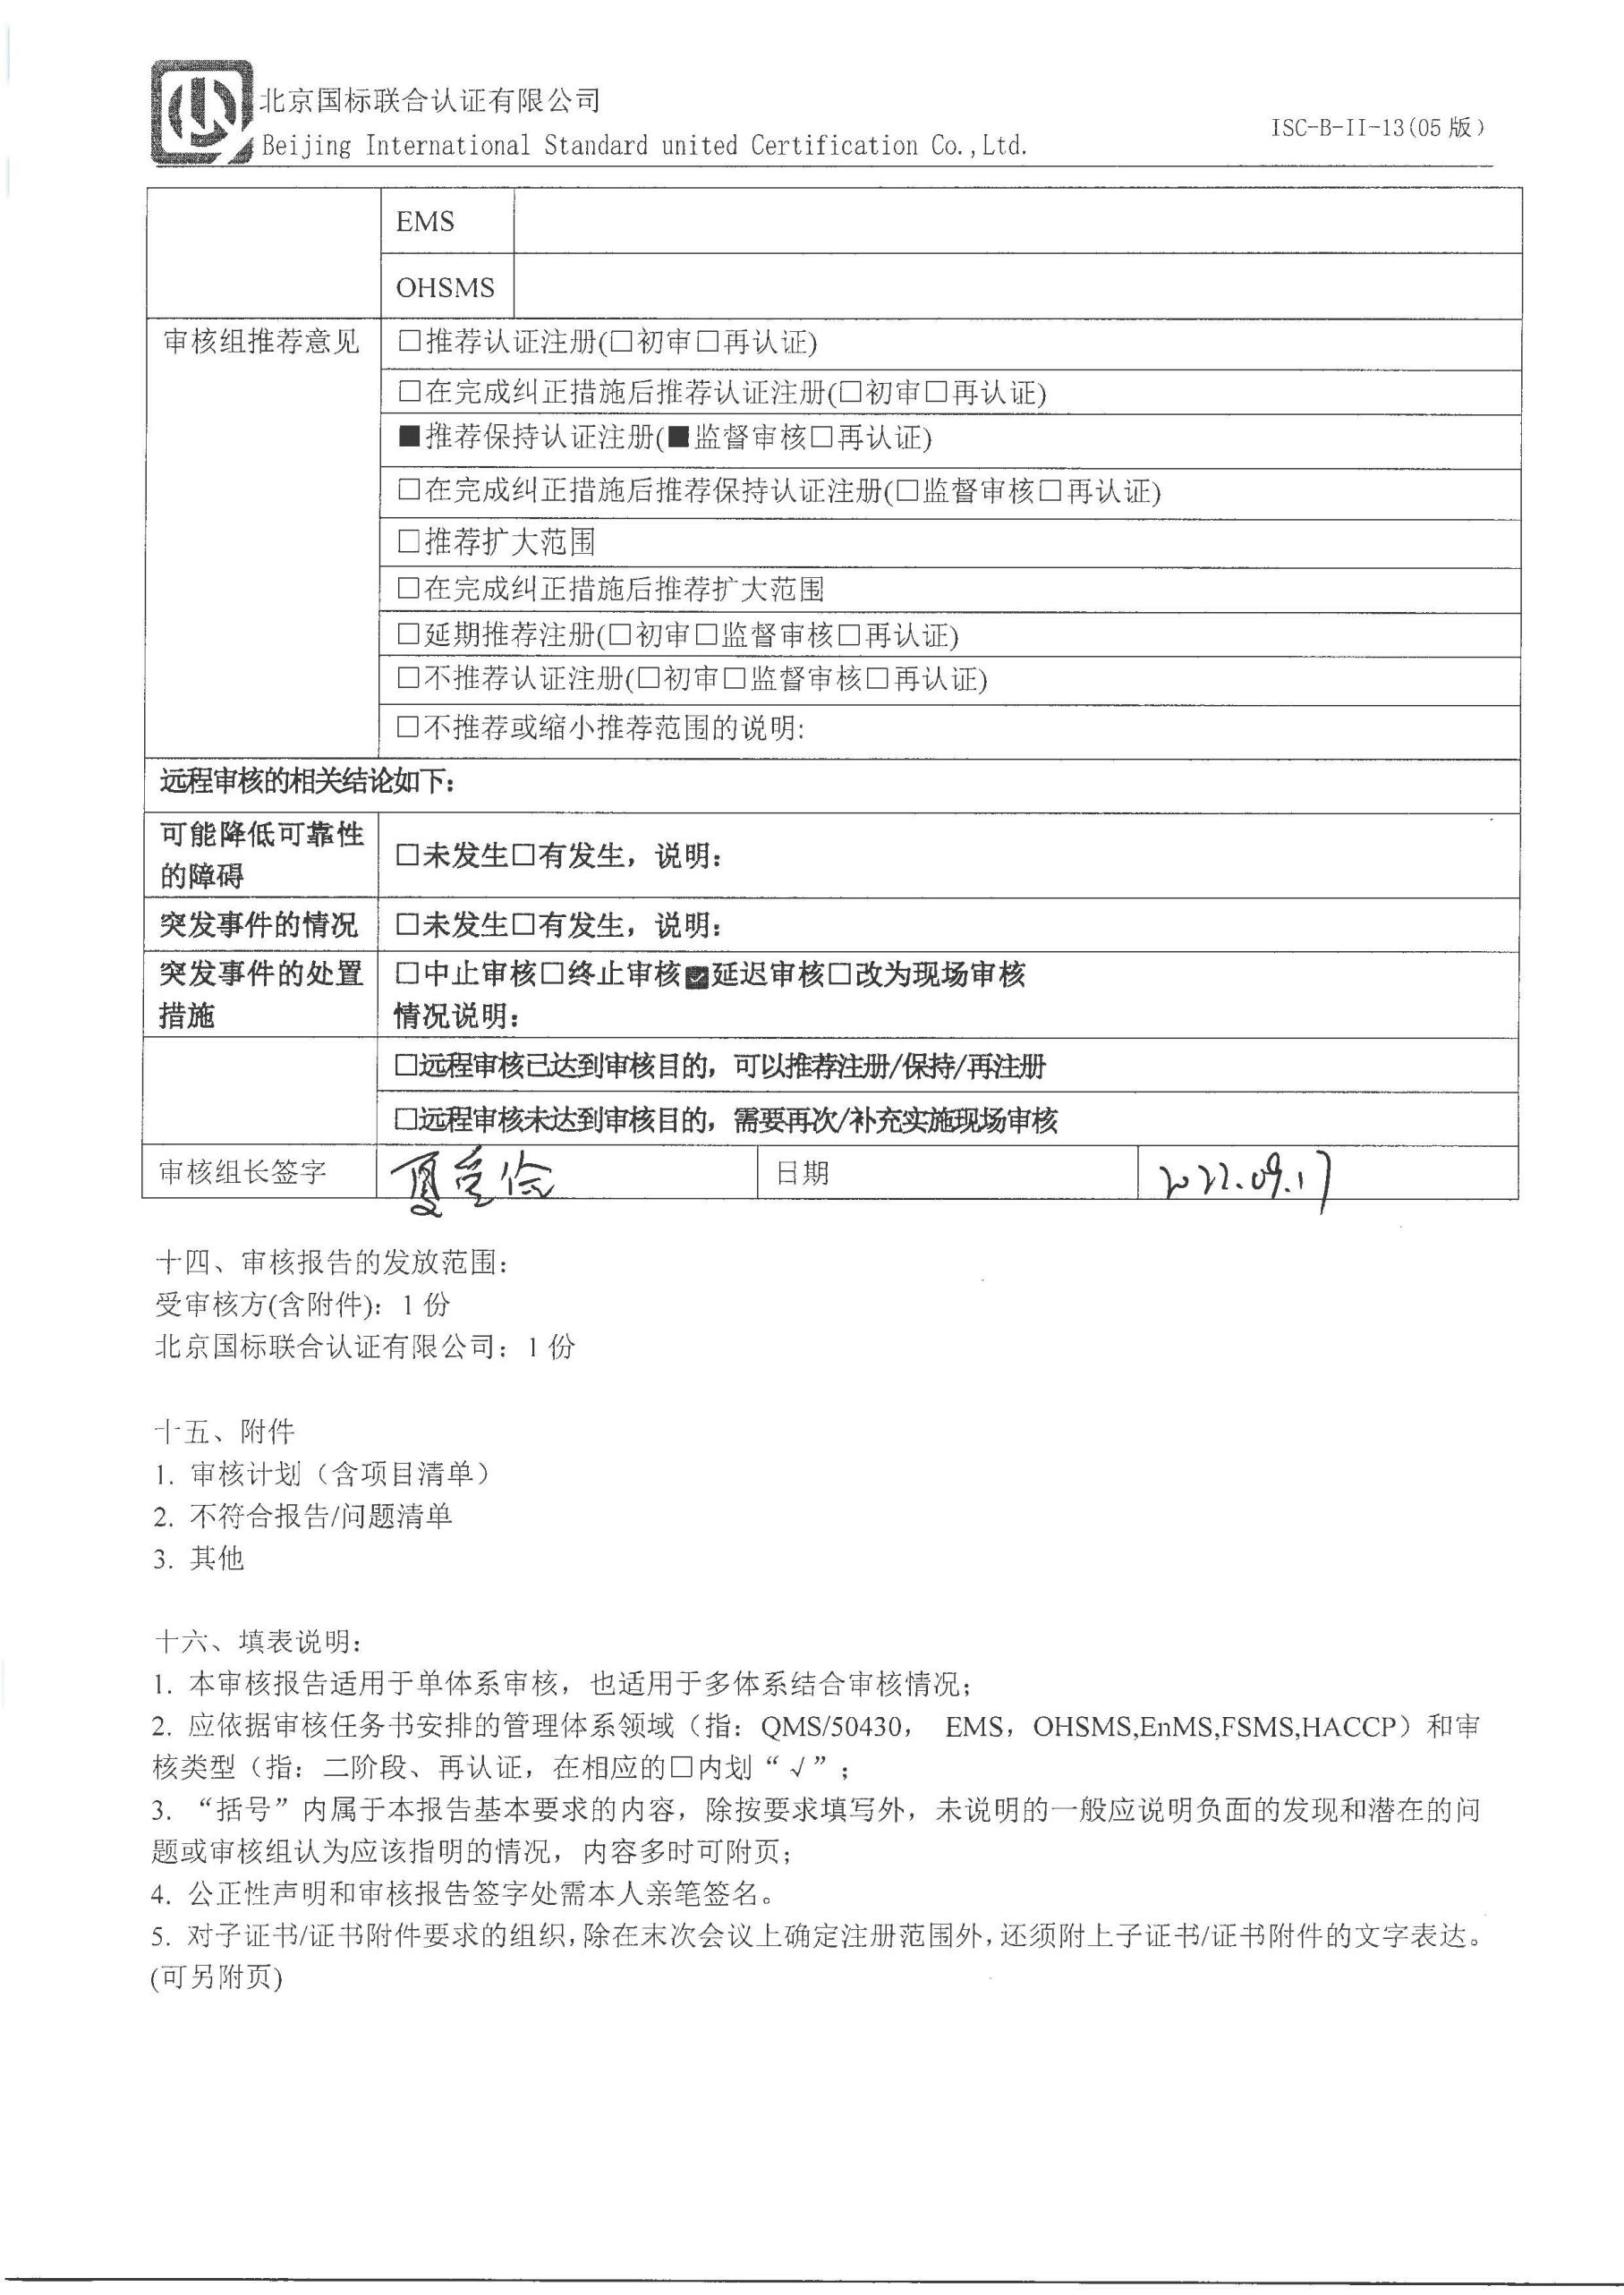 北京国标联合认证有限公司
Beijing International Standard united Certification Co.,Ltd.
ISC-B-II-13(05 版)
EMS
OHSMS
审核组推荐意见
□推荐认证注册(□初审□再认证)
□在完成纠正措施后推荐认证注册(□初审□再认证)
■推荐保持认证注册(■监督审核□再认证)
□在完成纠正措施后推荐保持认证注册(□监督审核□再认证)
□推荐扩大范围
□在完成纠正措施后推荐扩大范围
□延期推荐注册(□初审□监督审核□再认证)
□不推荐认证注册(□初审□监督审核□再认证)
□不推荐或缩小推荐范围的说明:
远程审核的相关结论如下：
可能降低可靠性
的障碍
□未发生□有发生，说明：
突发事件的情况
□未发生□有发生，说明：
突发事件的处置
措施
□中止审核□终止审核☑延迟审核□改为现场审核
情况说明：
□远程审核已达到审核目的，可以推荐注册/保持/再注册
□远程审核未达到审核目的，需要再次/补充实施现场审核
审核组长签字
日期
2022.09.17
十四、审核报告的发放范围：
受审核方(含附件)：1 份
北京国标联合认证有限公司：1 份
十五、附件
1. 审核计划（含项目清单）
2. 不符合报告/问题清单
3. 其他
十六、填表说明：
1. 本审核报告适用于单体系审核，也适用于多体系结合审核情况；
2. 应依据审核任务书安排的管理体系领域（指：QMS/50430， EMS，OHSMS,EnMS,FSMS,HACCP）和审
核类型（指：二阶段、再认证，在相应的□内划“√”；
3. “括号”内属于本报告基本要求的内容，除按要求填写外，未说明的一般应说明负面的发现和潜在的问
题或审核组认为应该指明的情况，内容多时可附页；
4. 公正性声明和审核报告签字处需本人亲笔签名。
5. 对子证书/证书附件要求的组织，除在末次会议上确定注册范围外，还须附上子证书/证书附件的文字表达。
(可另附页)